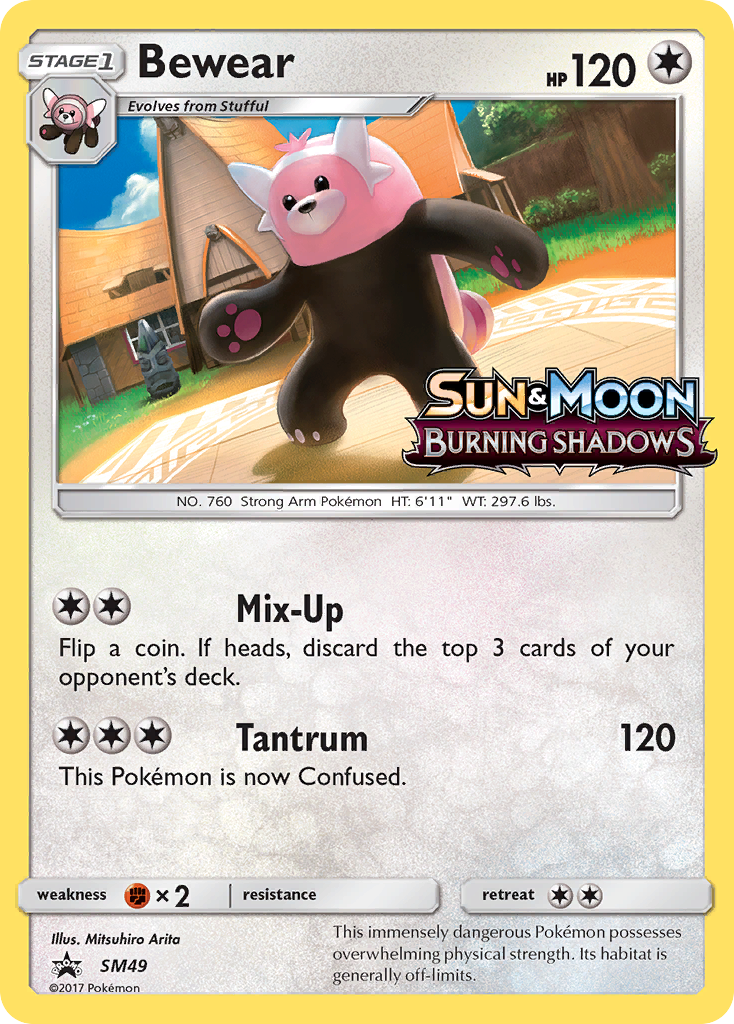 STAGE1
Bewear
HP 120
Evolves from Stufful
SUN & MOON
BURNING SHADOWS
NO. 760 Strong Arm Pokémon HT: 6'11" WT: 297.6 lbs.
Mix-Up
Flip a coin. If heads, discard the top 3 cards of your
opponent's deck.
Tantrum 120
This Pokémon is now Confused.
weakness × 2 resistance retreat
Illus. Mitsuhiro Arita
PROMO SM49
©2017 Pokémon
This immensely dangerous Pokémon possesses
overwhelming physical strength. Its habitat is
generally off-limits.